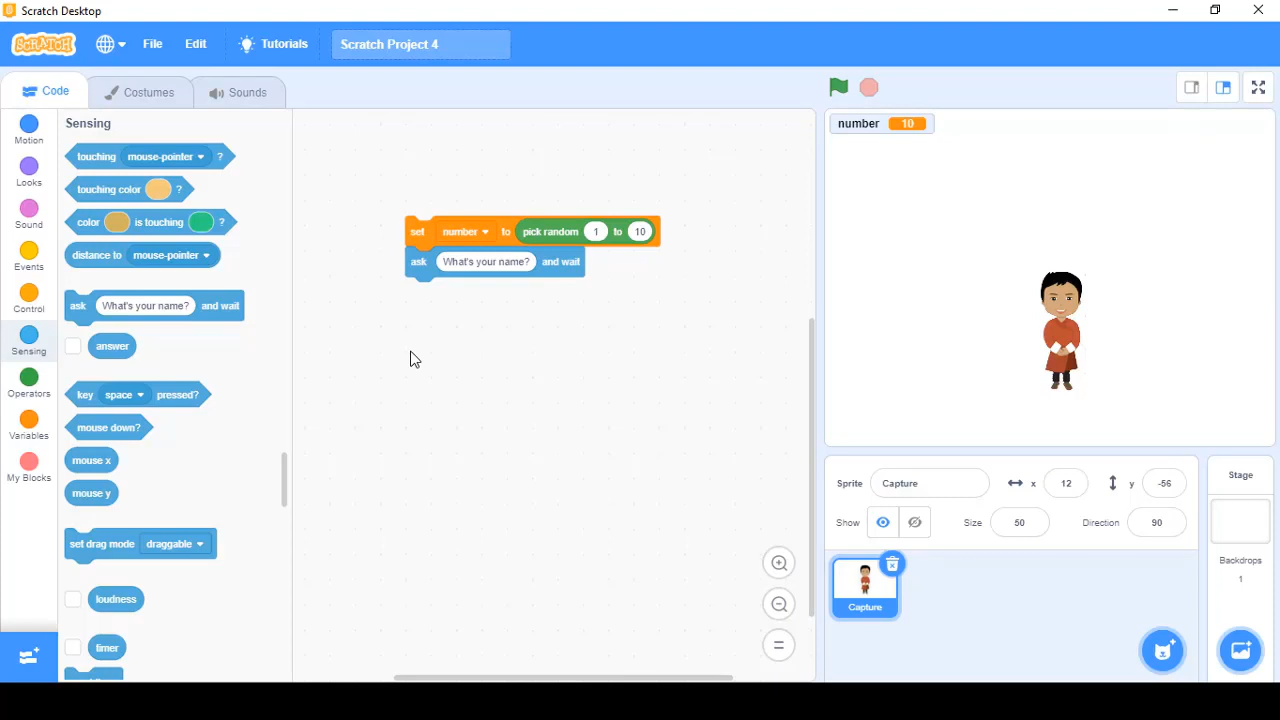 Scratch Desktop
SCRATCH File Edit Tutorials Scratch Project 4
Code Costumes Sounds
Motion
Looks
Sound
Events
Control
Sensing
Operators
Variables
My Blocks
Sensing
touching mouse-pointer ?
touching color ?
color is touching ?
distance to mouse-pointer
ask What's your name? and wait
answer
key space pressed?
mouse down?
mouse x
mouse y
set drag mode draggable
loudness
timer
set number to pick random 1 to 10
ask What's your name? and wait
number 10
Sprite Capture x 12 y -56
Show Size 50 Direction 90
Capture
Stage
Backdrops
1